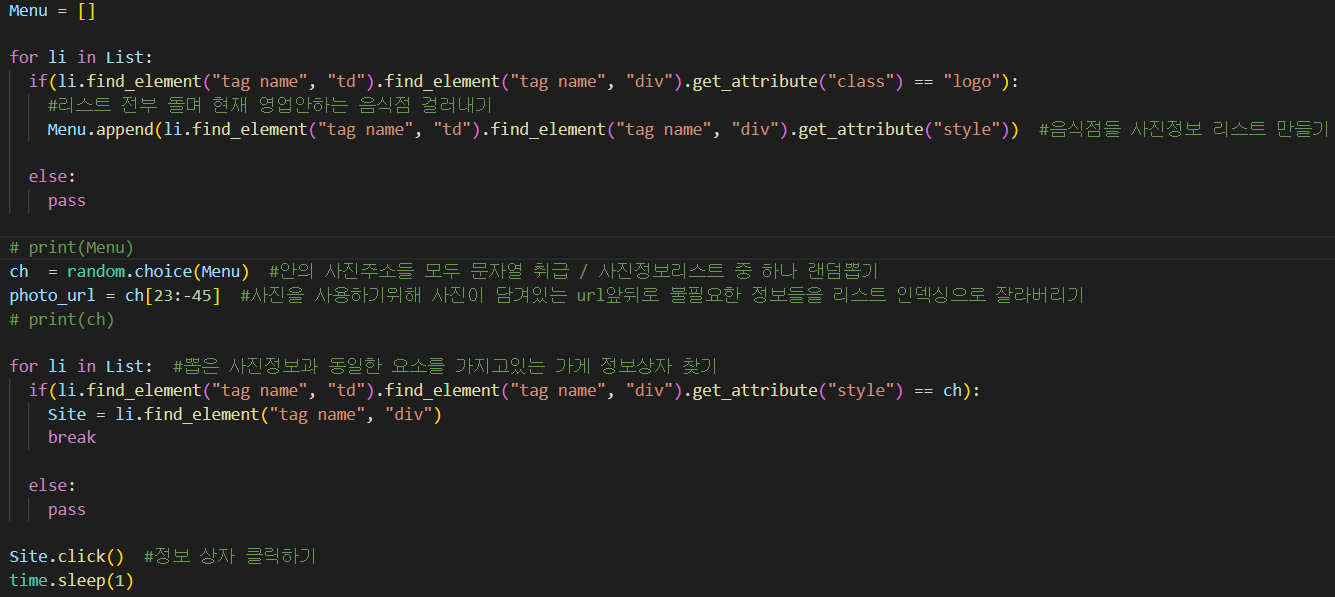 Menu = []
for li in List:
if(li.find_element("tag name", "td").find_element("tag name", "div").get_attribute("class") == "logo"):
#리스트 전부 돌며 현재 영업안하는 음식점 걸러내기
Menu.append(li.find_element("tag name", "td").find_element("tag name", "div").get_attribute("style"))  #음식점들 사진정보 리스트 만들기
else:
pass
# print(Menu)
ch  = random.choice(Menu)  #안의 사진주소들 모두 문자열 취급 / 사진정보리스트 중 하나 랜덤뽑기
photo_url = ch[23:-45]  #사진을 사용하기위해 사진이 담겨있는 url앞뒤로 불필요한 정보들을 리스트 인덱싱으로 잘라버리기
# print(ch)
for li in List:  #뽑은 사진정보과 동일한 요소를 가지고있는 가게 정보상자 찾기
if(li.find_element("tag name", "td").find_element("tag name", "div").get_attribute("style") == ch):
Site = li.find_element("tag name", "div")
break
else:
pass
Site.click()  #정보 상자 클릭하기
time.sleep(1)